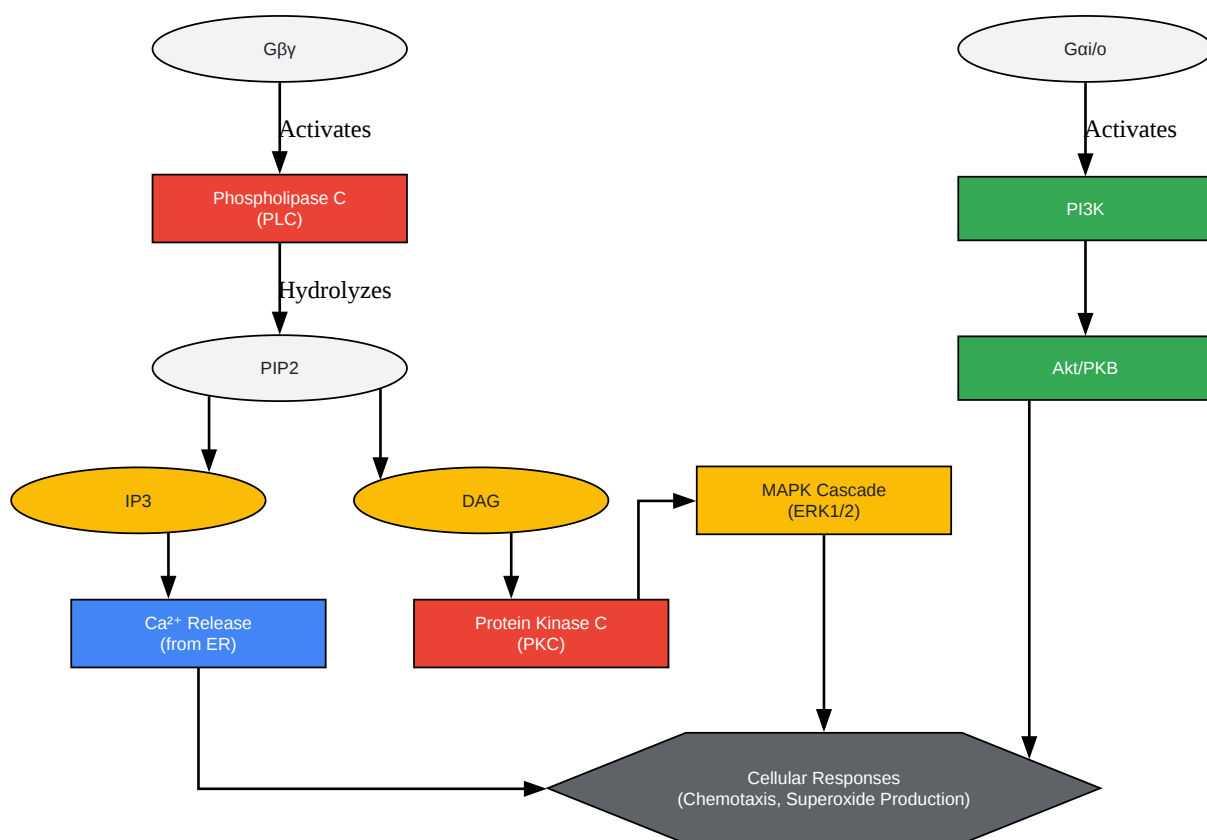 Gβγ
Gαi/o
Activates
Activates
Phospholipase C
(PLC)
PI3K
Hydrolyzes
PIP2
Akt/PKB
IP3
DAG
MAPK Cascade
(ERK1/2)
Ca²⁺ Release
(from ER)
Protein Kinase C
(PKC)
Cellular Responses
(Chemotaxis, Superoxide Production)